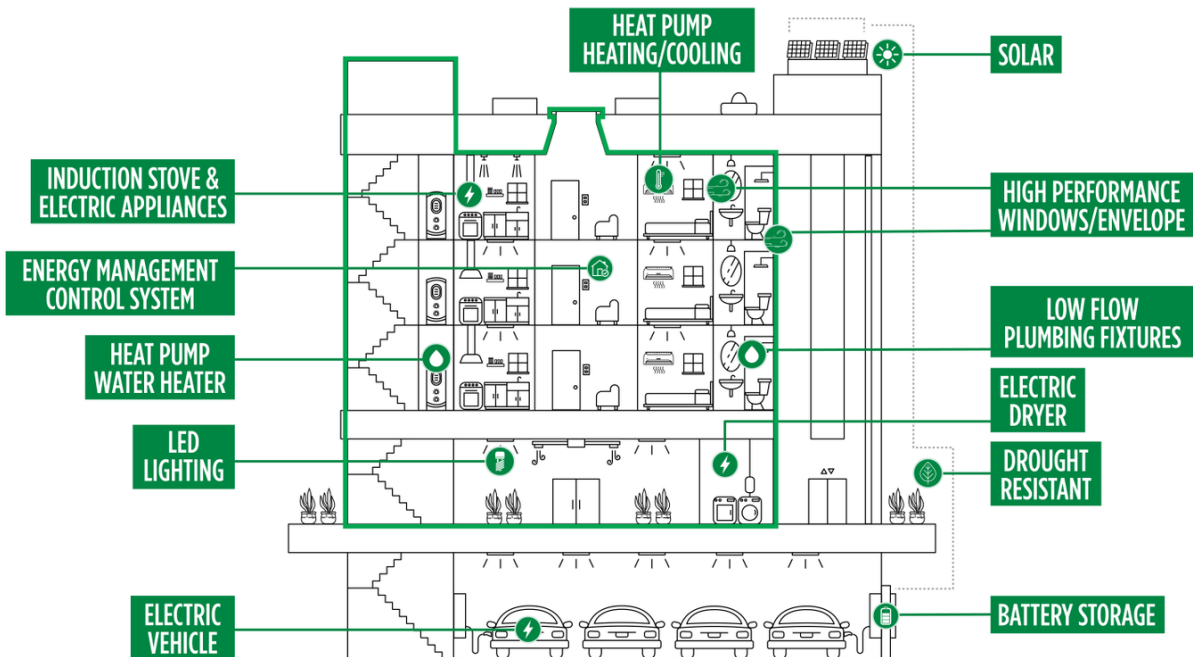 HEAT PUMP
HEATING/COOLING
SOLAR
INDUCTION STOVE &
ELECTRIC APPLIANCES
HIGH PERFORMANCE
WINDOWS/ENVELOPE
ENERGY MANAGEMENT
CONTROL SYSTEM
LOW FLOW
PLUMBING FIXTURES
HEAT PUMP
WATER HEATER
ELECTRIC
DRYER
LED
LIGHTING
DROUGHT
RESISTANT
ELECTRIC
VEHICLE
BATTERY STORAGE